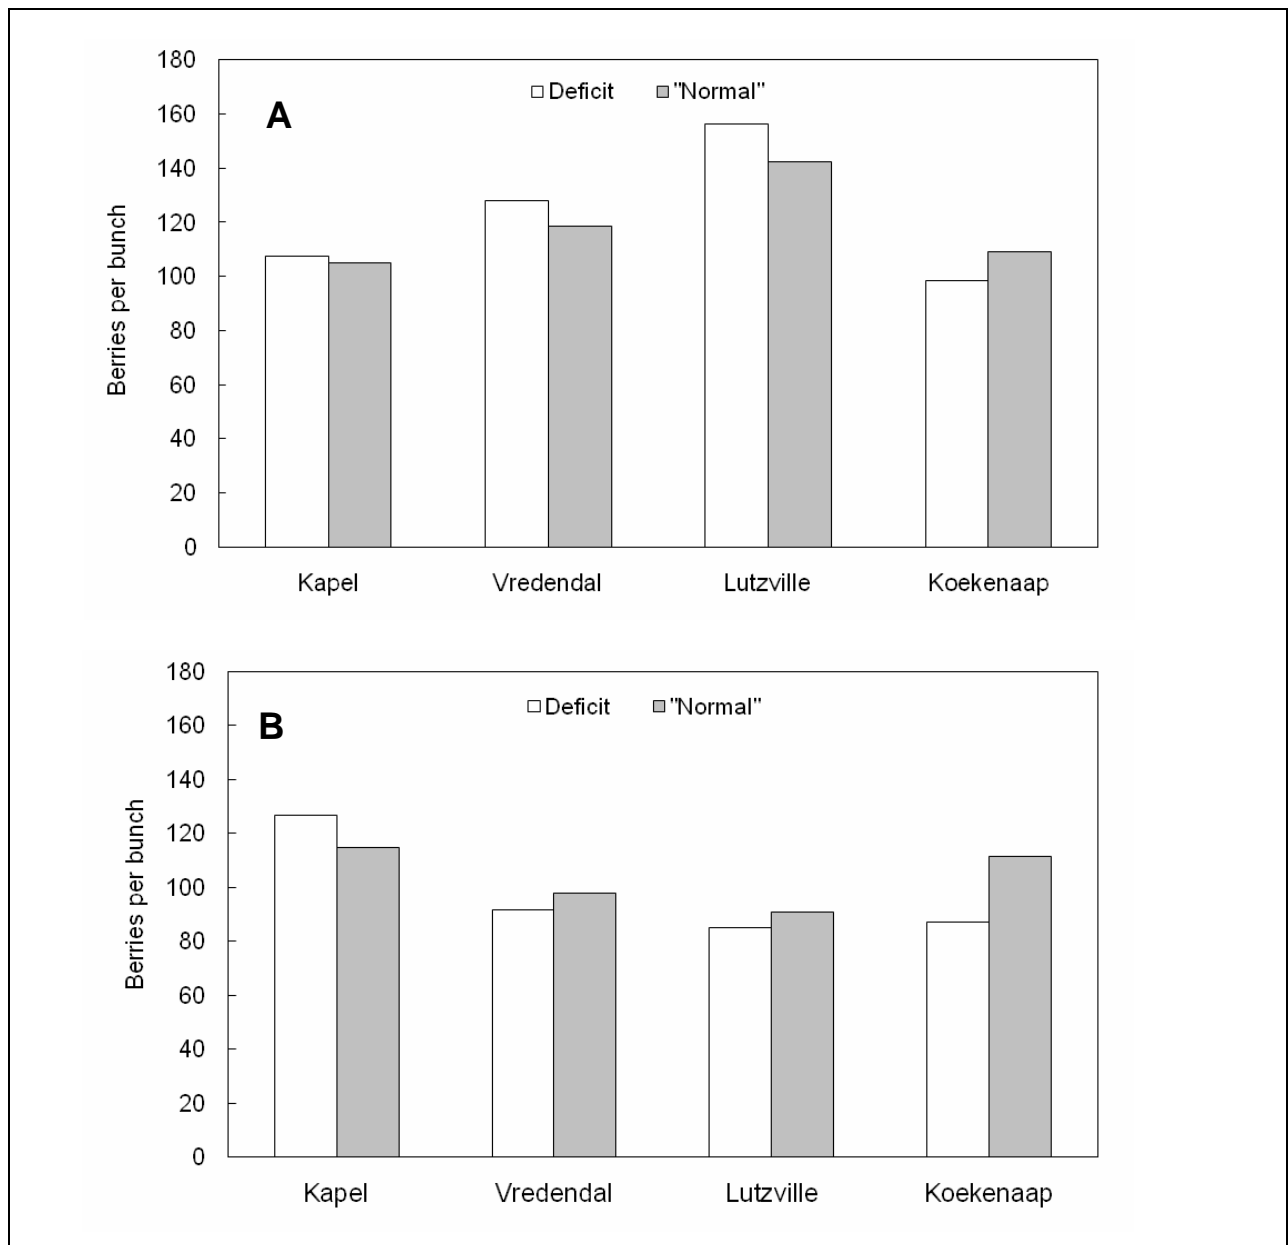 180
Deficit "Normal"
A
160
140
120
100
80
60
40
20
0
Berries per bunch
Kapel Vredendal Lutzville Koekenaap
180
Deficit "Normal"
B
160
140
120
100
80
60
40
20
0
Berries per bunch
Kapel Vredendal Lutzville Koekenaap